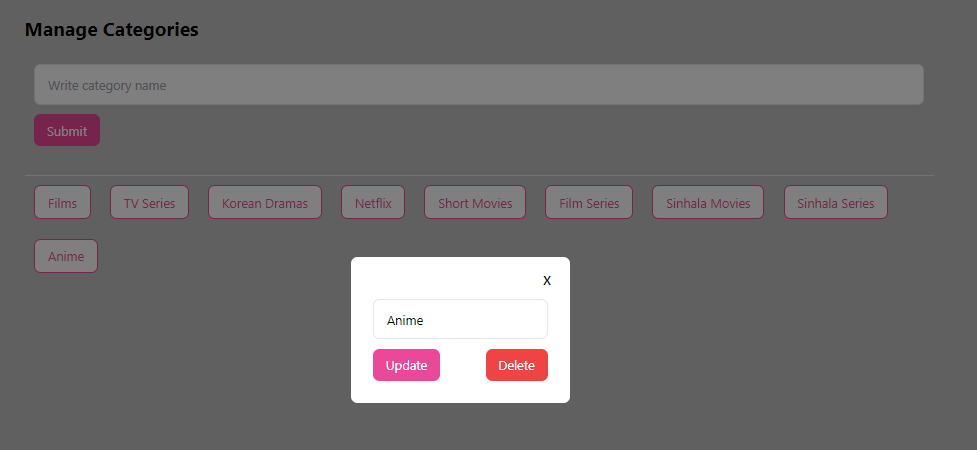 Manage Categories
Write category name
Submit
Films TV Series Korean Dramas Netflix Short Movies Film Series Sinhala Movies Sinhala Series
Anime
X
Anime
Update Delete